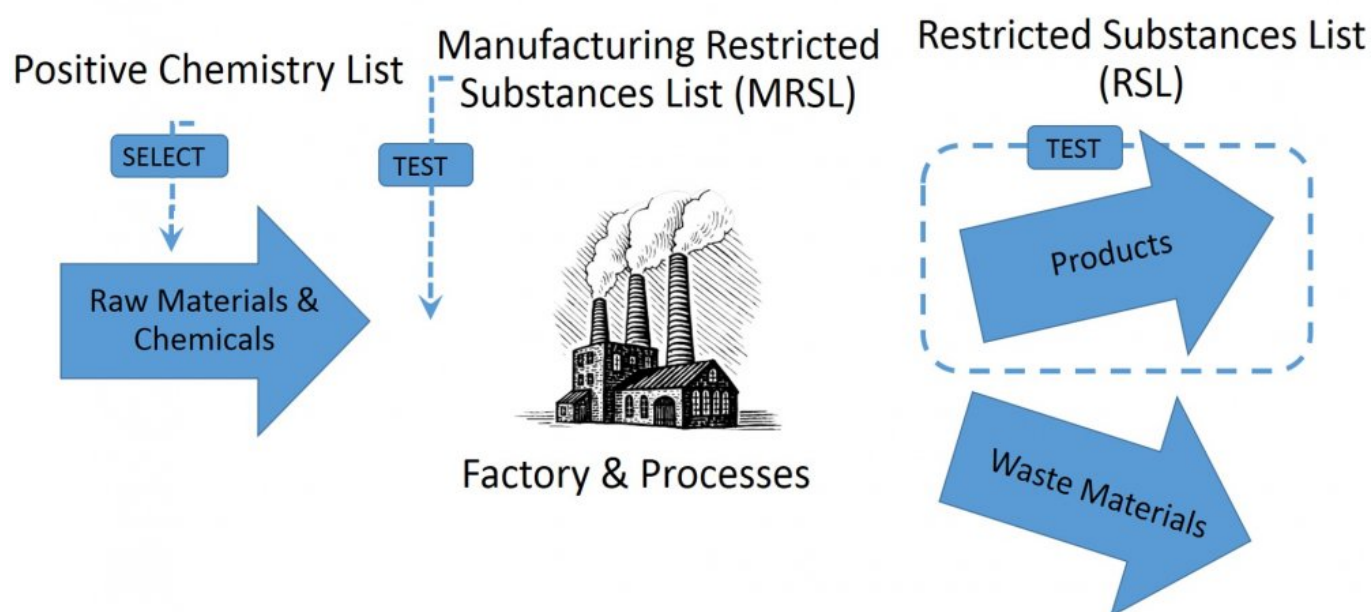 Positive Chemistry List
Manufacturing Restricted
Substances List (MRSL)
Restricted Substances List
(RSL)
SELECT
TEST
TEST
Raw Materials &
Chemicals
Products
Factory & Processes
Waste Materials